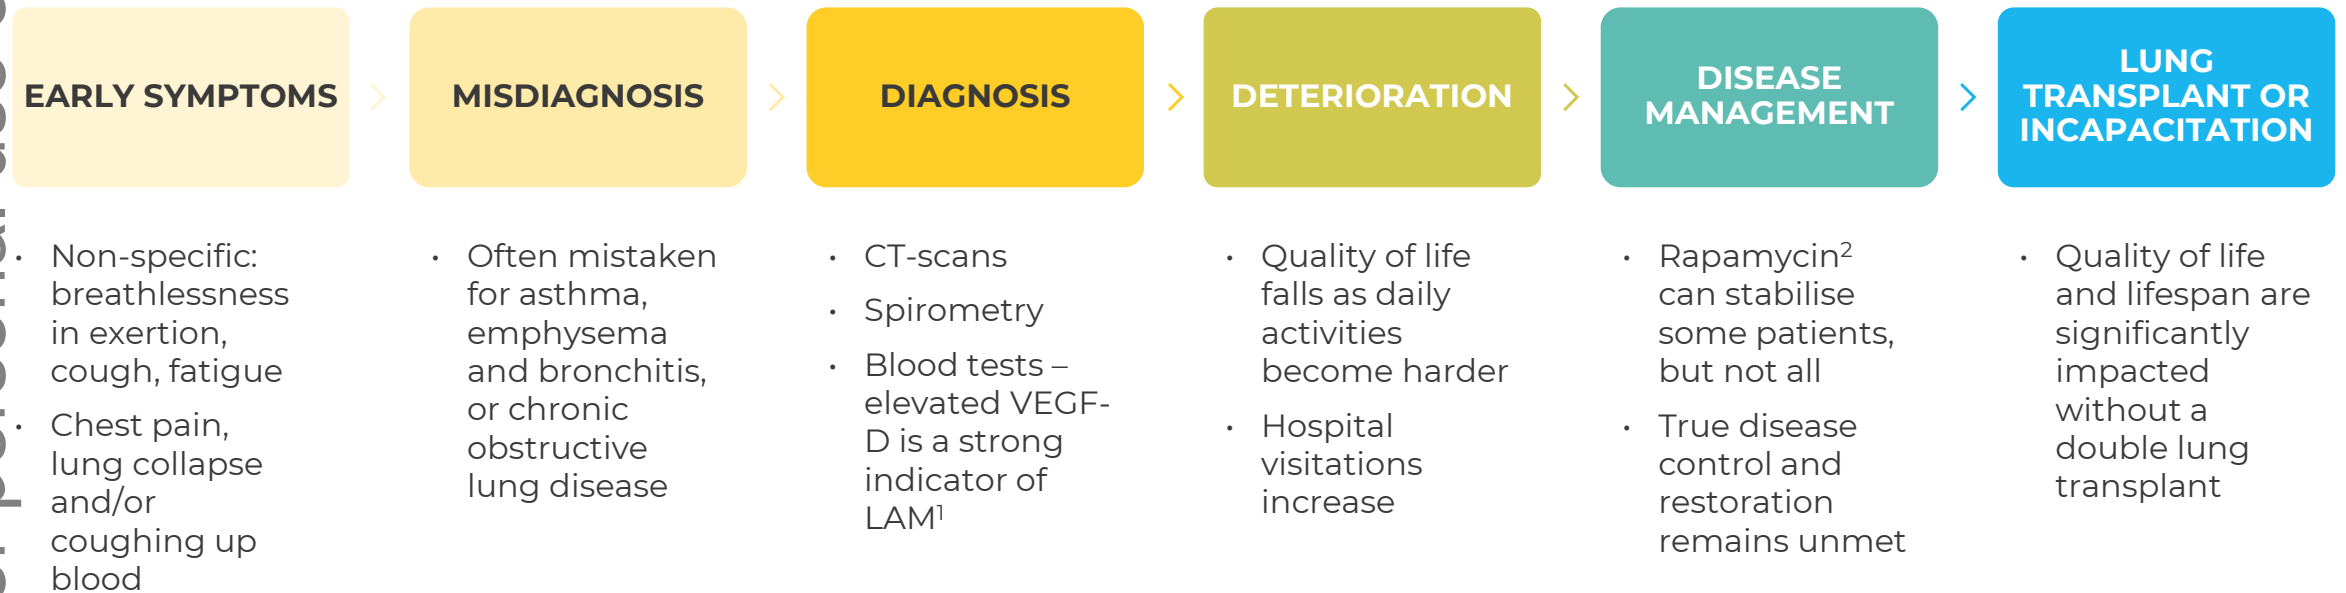 EARLY SYMPTOMS
MISDIAGNOSIS
DIAGNOSIS
DETERIORATION
DISEASE
MANAGEMENT
LUNG
TRANSPLANT OR
INCAPACITATION
• Non-specific:
breathlessness
in exertion,
cough, fatigue
• Chest pain,
lung collapse
and/or
coughing up
blood
• Often mistaken
for asthma,
emphysema
and bronchitis,
or chronic
obstructive
lung disease
• CT-scans
• Spirometry
• Blood tests –
elevated VEGF-
D is a strong
indicator of
LAM¹
• Quality of life
falls as daily
activities
become harder
• Hospital
visitations
increase
• Rapamycin²
can stabilise
some patients,
but not all
• True disease
control and
restoration
remains unmet
• Quality of life
and lifespan are
significantly
impacted
without a
double lung
transplant